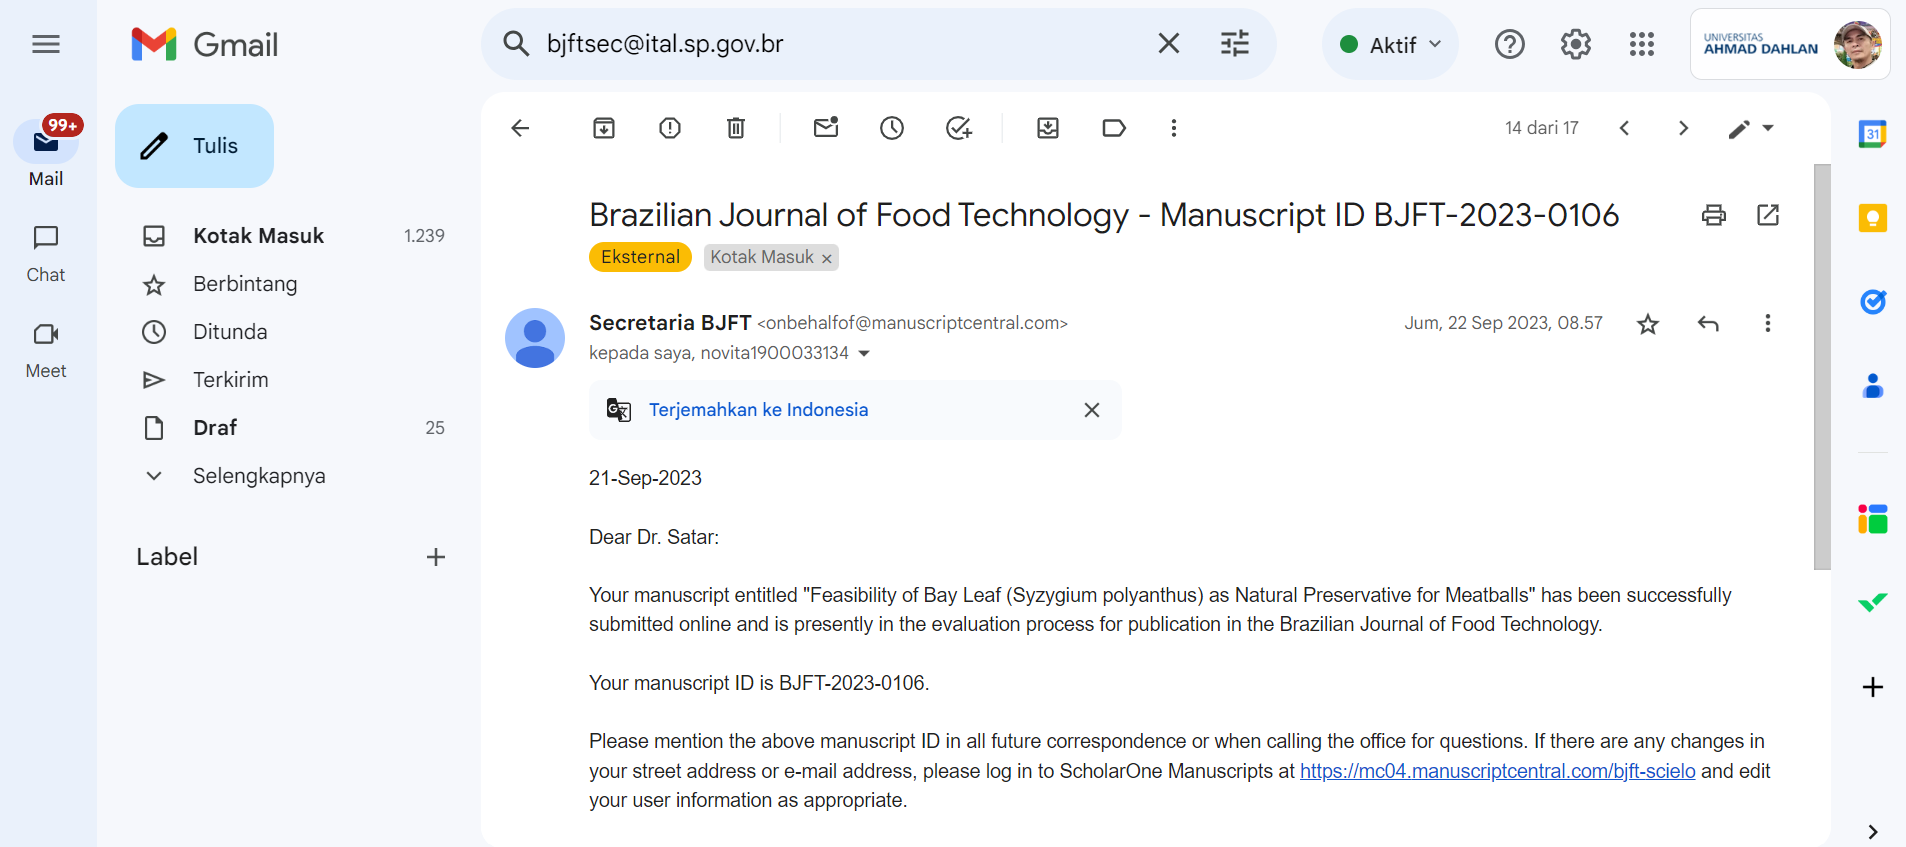 Gmail
bjftsec@ital.sp.gov.br
Aktif
UNIVERSITAS
AHMAD DAHLAN
99+
Mail
Chat
Meet
Tulis
Kotak Masuk 1.239
Berbintang
Ditunda
Terkirim
Draf 25
Selengkapnya
Label
14 dari 17
Brazilian Journal of Food Technology - Manuscript ID BJFT-2023-0106
Eksternal Kotak Masuk ×
Secretaria BJFT <onbehalfof@manuscriptcentral.com> Jum, 22 Sep 2023, 08.57
kepada saya, novita1900033134
Terjemahkan ke Indonesia
21-Sep-2023
Dear Dr. Satar:
Your manuscript entitled "Feasibility of Bay Leaf (Syzygium polyanthus) as Natural Preservative for Meatballs" has been successfully
submitted online and is presently in the evaluation process for publication in the Brazilian Journal of Food Technology.
Your manuscript ID is BJFT-2023-0106.
Please mention the above manuscript ID in all future correspondence or when calling the office for questions. If there are any changes in
your street address or e-mail address, please log in to ScholarOne Manuscripts at https://mc04.manuscriptcentral.com/bjft-scielo and edit
your user information as appropriate.
31